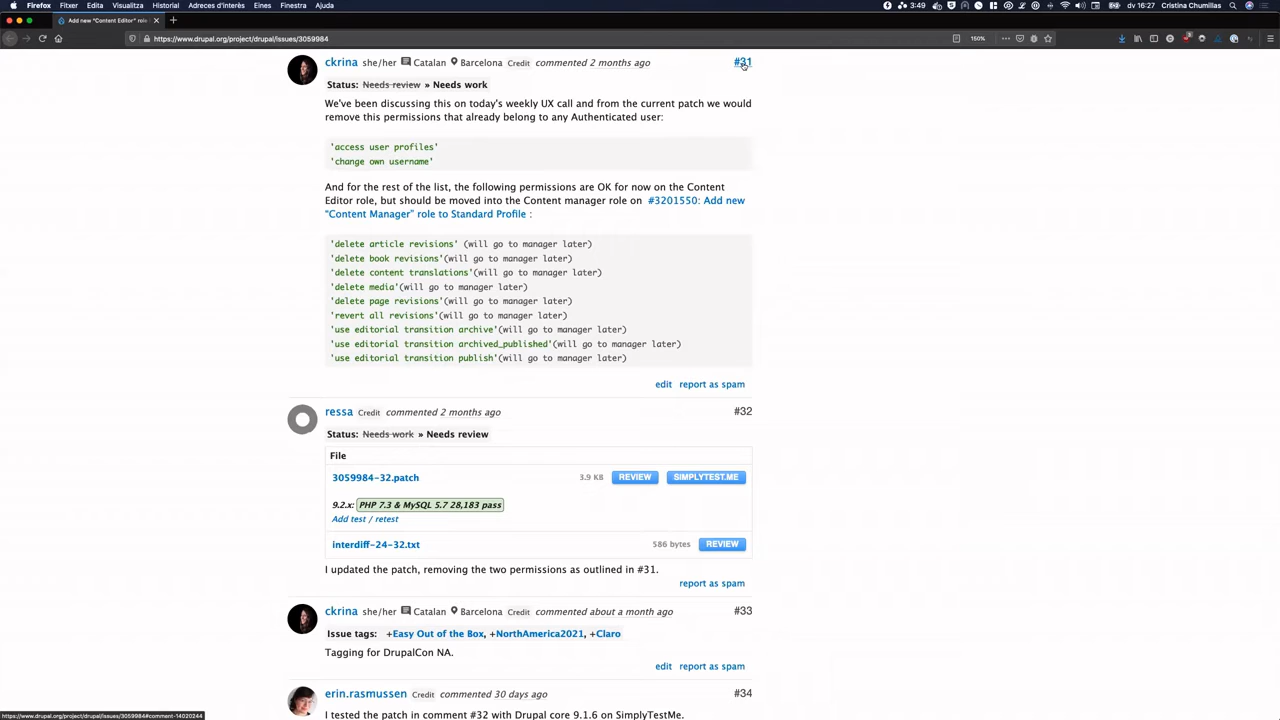 Firefox Fitxer Edita Visualitza Historial Adreces d'interès Eines Finestra Ajuda 3:49 dv 16:27 Cristina Chumillas
Add new "Content Editor" role
https://www.drupal.org/project/drupal/issues/3059984 150%
ckrina she/her Catalan Barcelona Credit commented 2 months ago #31
Status: Needs review » Needs work
We've been discussing this on today's weekly UX call and from the current patch we would
remove this permissions that already belong to any Authenticated user:
'access user profiles'
'change own username'
And for the rest of the list, the following permissions are OK for now on the Content
Editor role, but should be moved into the Content manager role on #3201550: Add new
“Content Manager” role to Standard Profile :
'delete article revisions' (will go to manager later)
'delete book revisions'(will go to manager later)
'delete content translations'(will go to manager later)
'delete media'(will go to manager later)
'delete page revisions'(will go to manager later)
'revert all revisions'(will go to manager later)
'use editorial transition archive'(will go to manager later)
'use editorial transition archived_published'(will go to manager later)
'use editorial transition publish'(will go to manager later)
edit report as spam
ressa Credit commented 2 months ago #32
Status: Needs work » Needs review
File
3059984-32.patch 3.9 KB REVIEW SIMPLYTEST.ME
9.2.x: PHP 7.3 & MySQL 5.7 28,183 pass
Add test / retest
interdiff-24-32.txt 586 bytes REVIEW
I updated the patch, removing the two permissions as outlined in #31.
report as spam
ckrina she/her Catalan Barcelona Credit commented about a month ago #33
Issue tags: +Easy Out of the Box, +NorthAmerica2021, +Claro
Tagging for DrupalCon NA.
edit report as spam
erin.rasmussen Credit commented 30 days ago #34
I tested the patch in comment #32 with Drupal core 9.1.6 on SimplyTestMe.
https://www.drupal.org/project/drupal/issues/3059984#comment-14020244